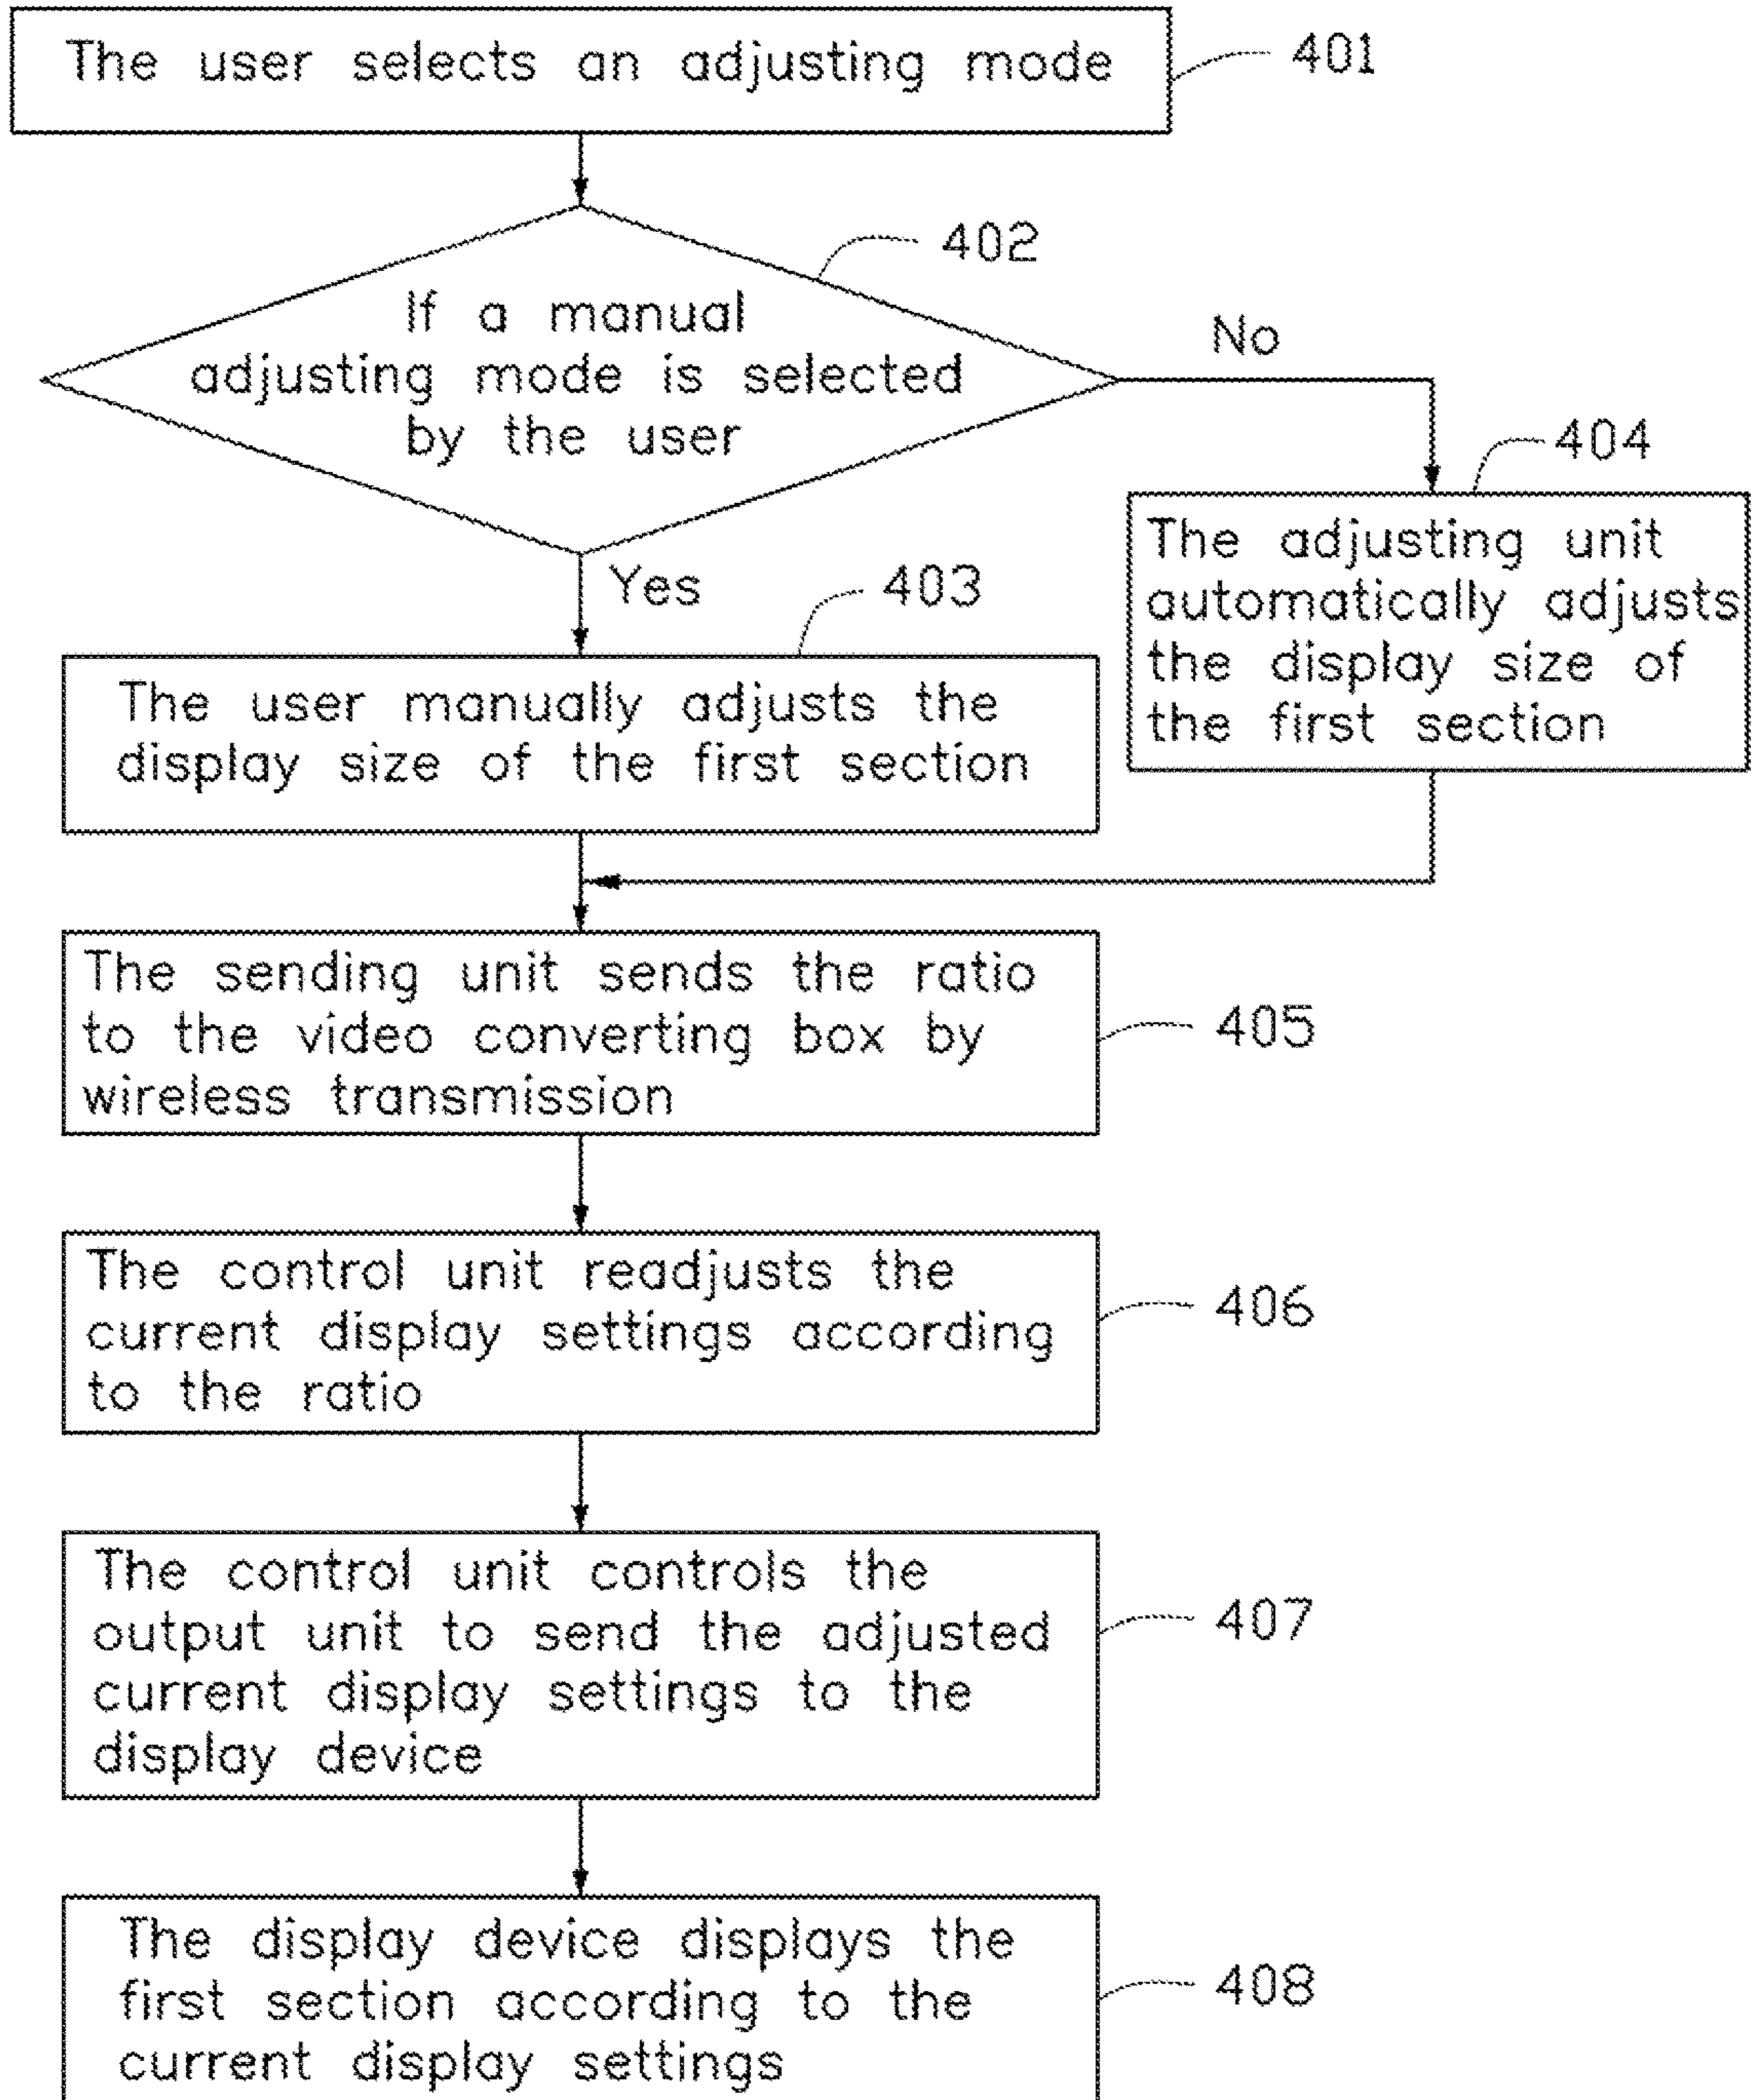 The user selects an adjusting mode
401
402
If a manual
adjusting mode is selected
by the user
No
404
The adjusting unit
automatically adjusts
the display size of
the first section
Yes
403
The user manually adjusts the
display size of the first section
The sending unit sends the ratio
to the video converting box by
wireless transmission
405
The control unit readjusts the
current display settings according
to the ratio
406
The control unit controls the
output unit to send the adjusted
current display settings to the
display device
407
The display device displays the
first section according to the
current display settings
408